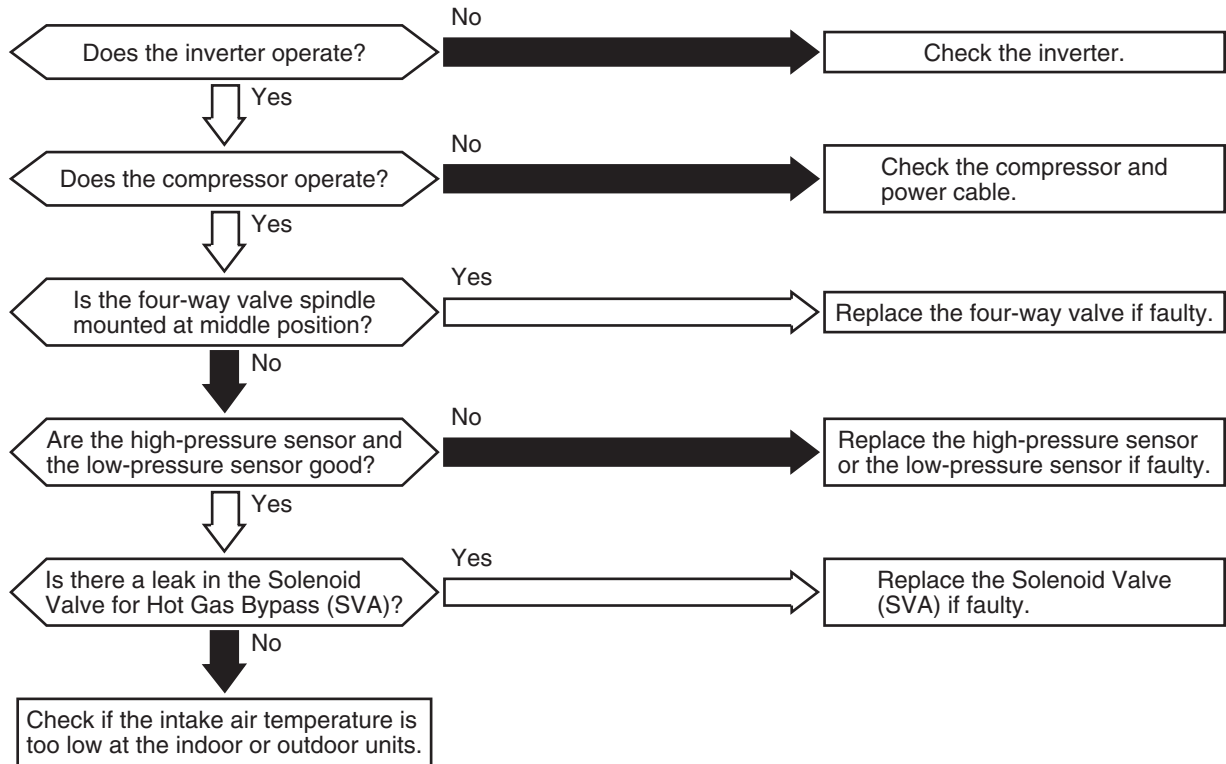 No
Does the inverter operate?
Check the inverter.
Yes
No
Does the compressor operate?
Check the compressor and
power cable.
Yes
Yes
Is the four-way valve spindle
mounted at middle position?
Replace the four-way valve if faulty.
No
No
Are the high-pressure sensor and
the low-pressure sensor good?
Replace the high-pressure sensor
or the low-pressure sensor if faulty.
Yes
Yes
Is there a leak in the Solenoid
Valve for Hot Gas Bypass (SVA)?
Replace the Solenoid Valve
(SVA) if faulty.
No
Check if the intake air temperature is
too low at the indoor or outdoor units.